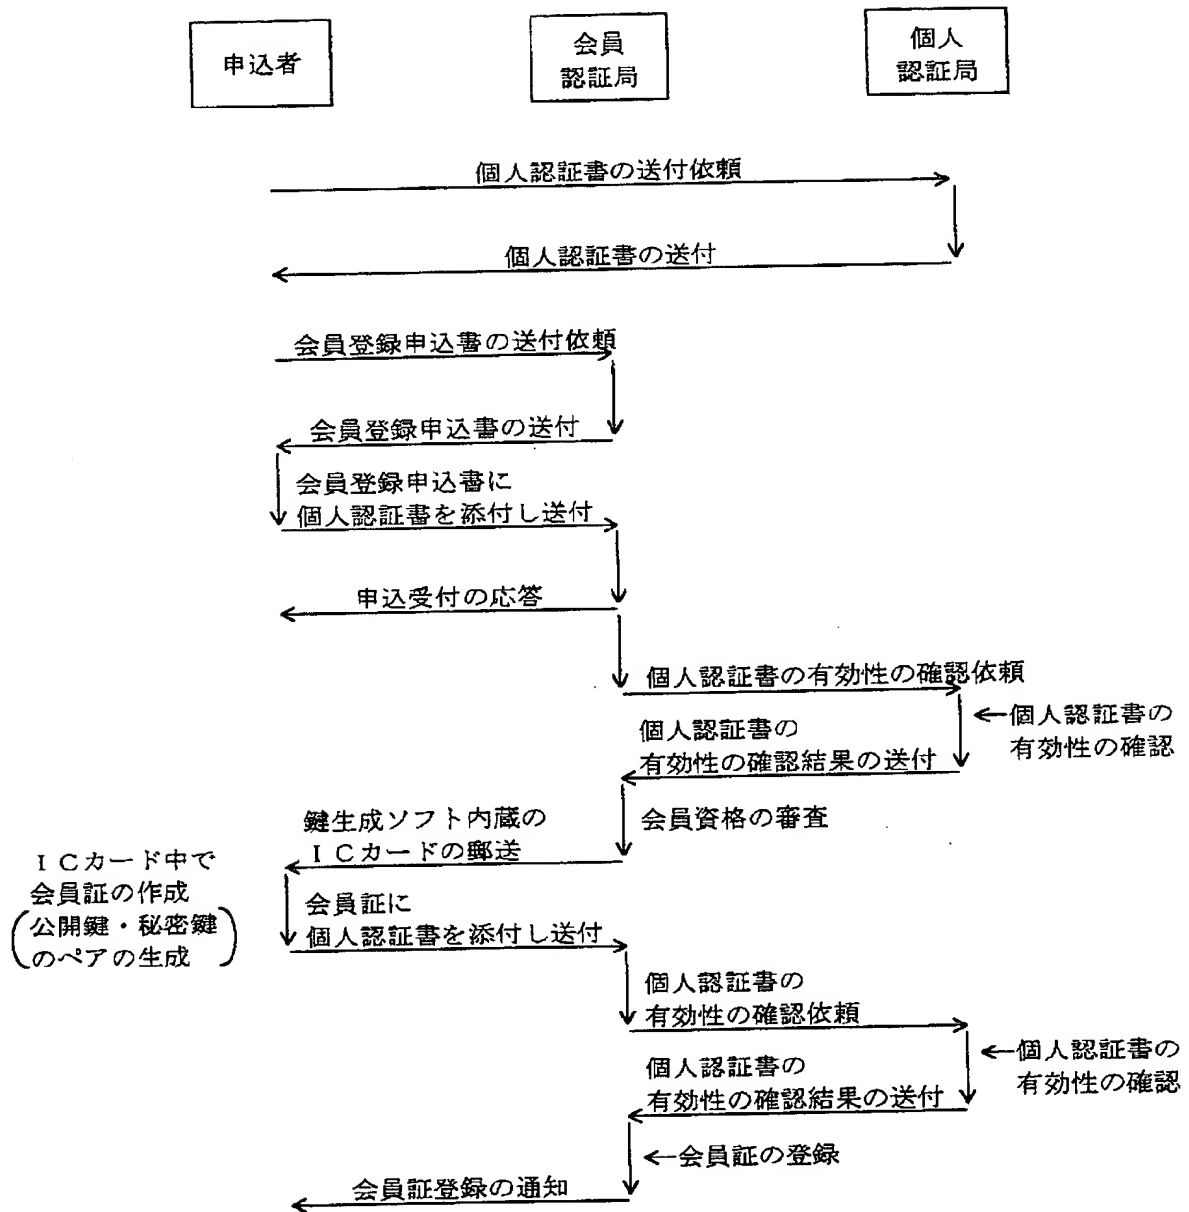 申込者
会員
認証局
個人
認証局
個人認証書の送付依頼
個人認証書の送付
会員登録申込書の送付依頼
会員登録申込書の送付
会員登録申込書に
個人認証書を添付し送付
申込受付の応答
個人認証書の有効性の確認依頼
個人認証書の
有効性の確認
個人認証書の
有効性の確認結果の送付
会員資格の審査
鍵生成ソフト内蔵の
ICカードの郵送
ICカード中で
会員証の作成
(公開鍵・秘密鍵
のペアの生成)
会員証に
個人認証書を添付し送付
個人認証書の
有効性の確認依頼
個人認証書の
有効性の確認
個人認証書の
有効性の確認結果の送付
会員証の登録
会員証登録の通知